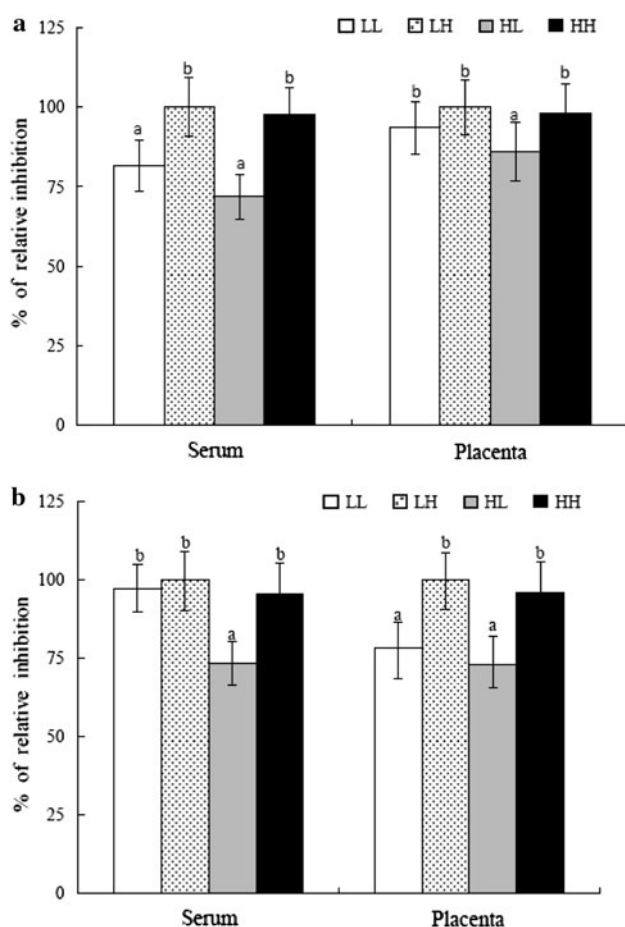 a
125
LL LH HL HH
b b b b
a a
100
75
50
25
0
% of relative inhibition
Serum Placenta
b
125
LL LH HL HH
b b b b b
a a a
100
75
50
25
0
% of relative inhibition
Serum Placenta